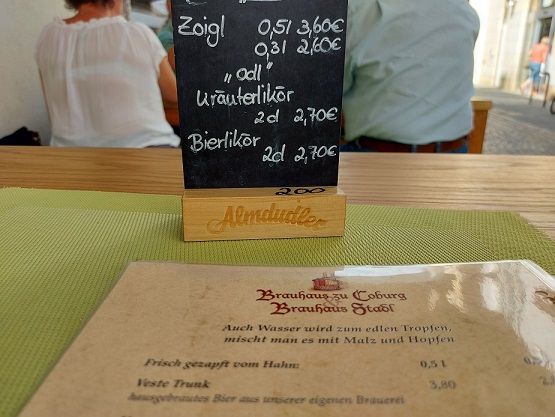 Zoigl 0,5l 3,60€
0,3l 2,60€
„odl"
Kräuterlikör
2cl 2,70€
Bierlikör
2cl 2,70€
200
Almdudler
Brauhaus zu Coburg
&
Brauhaus Stadl
Auch Wasser wird zum edlen Tropfen,
mischt man es mit Malz und Hopfen
Frisch gezapft vom Hahn: 0,5 l
Veste Trunk 3,80
hausgebrautes Bier aus unserer eigenen Brauerei